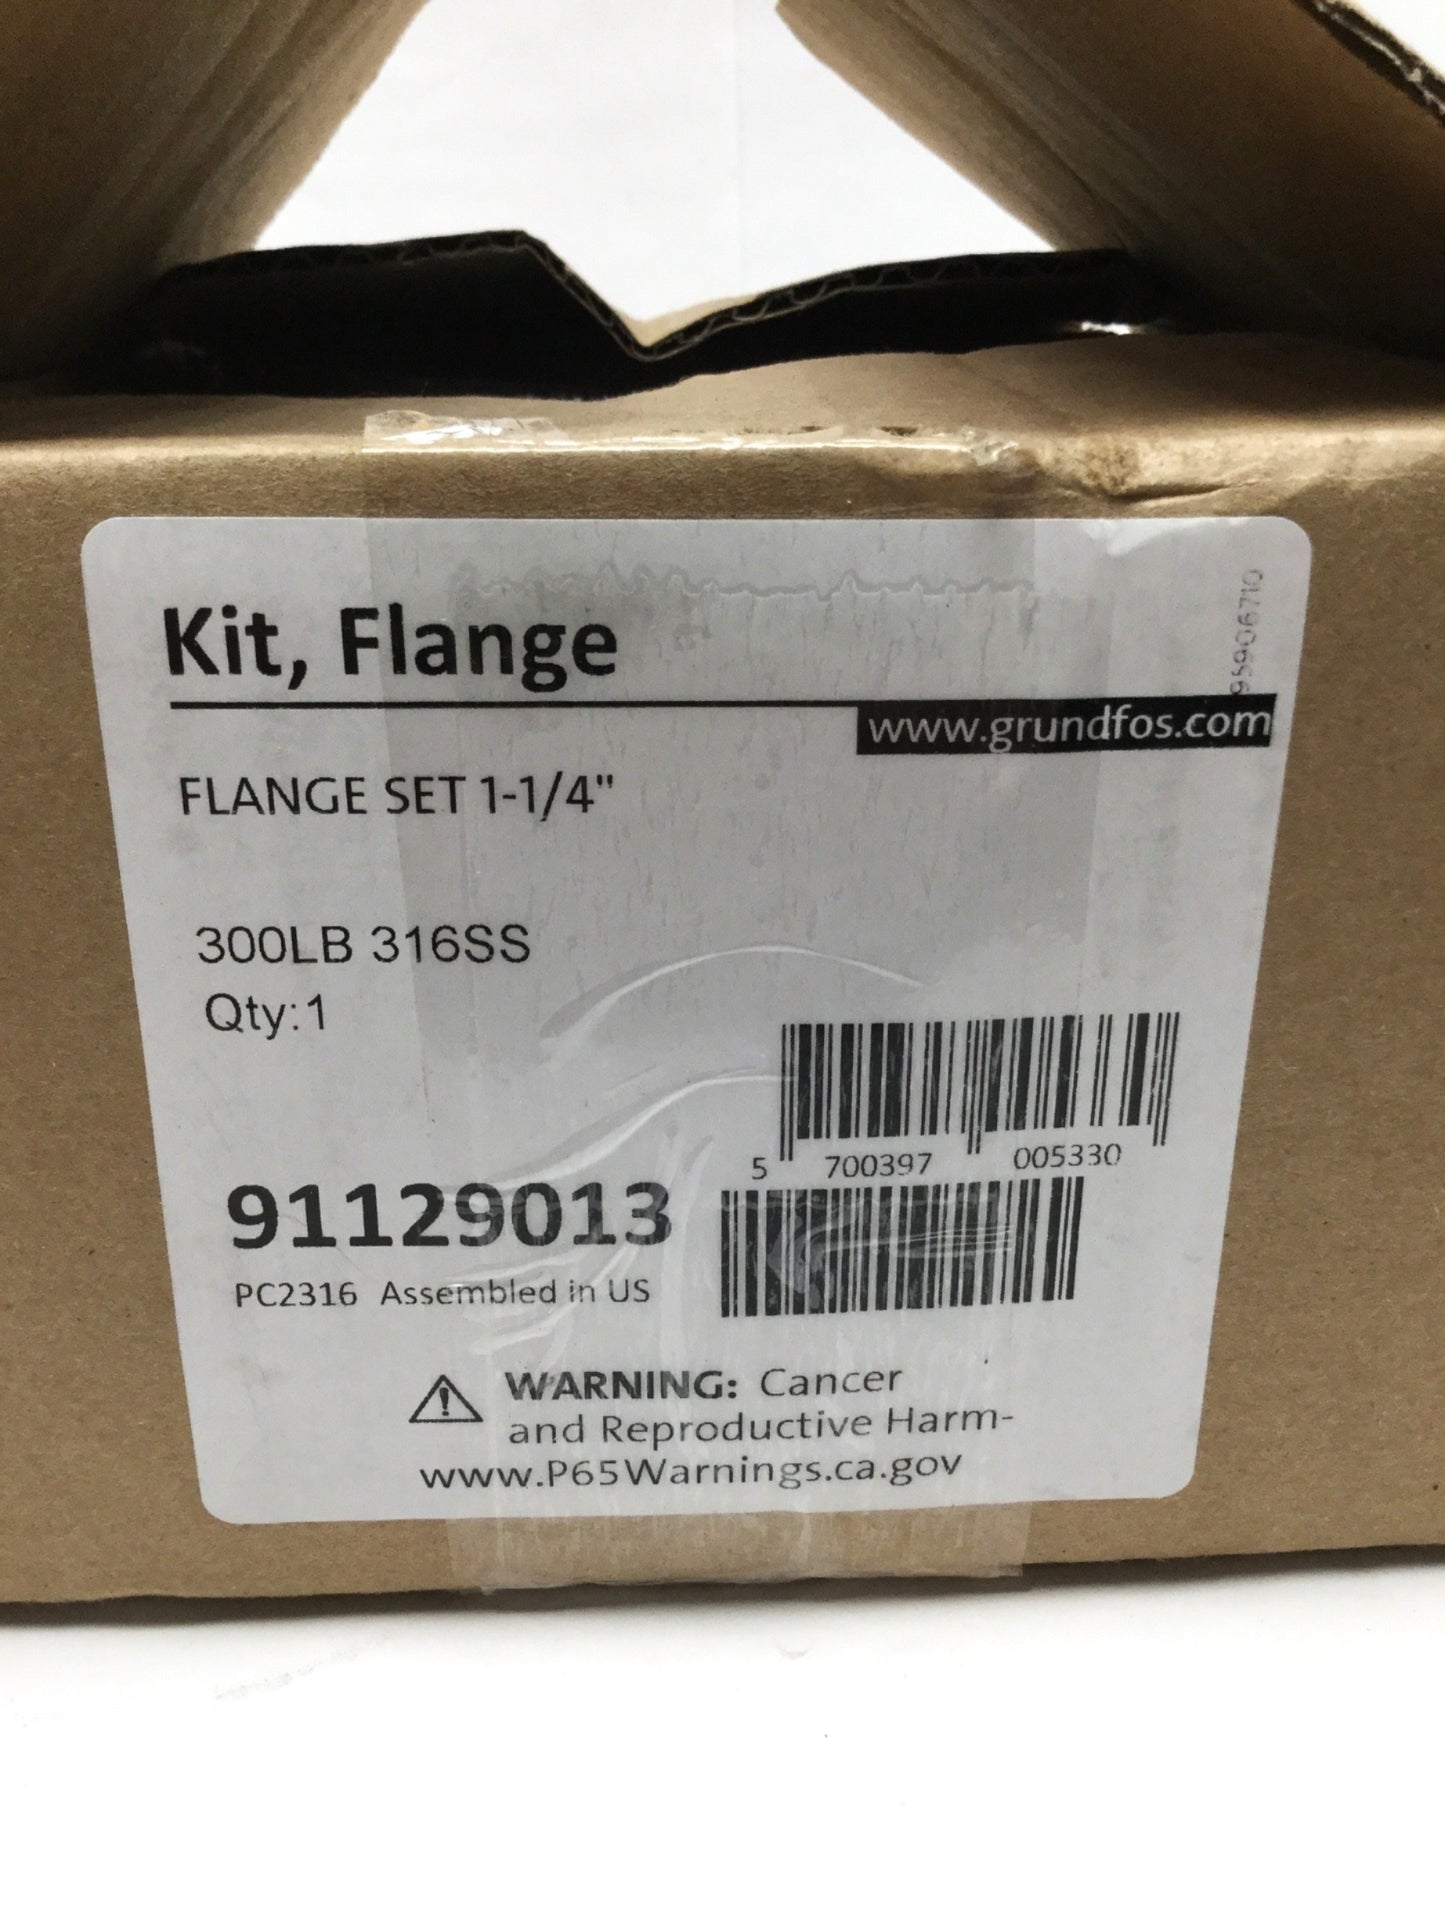 Kit, Flange
95906710
www.grundfos.com
FLANGE SET 1-1/4"
300LB 316SS
Qty:1
5 700397 005330
91129013
PC2316 Assembled in US
WARNING: Cancer
and Reproductive Harm-
www.P65Warnings.ca.gov